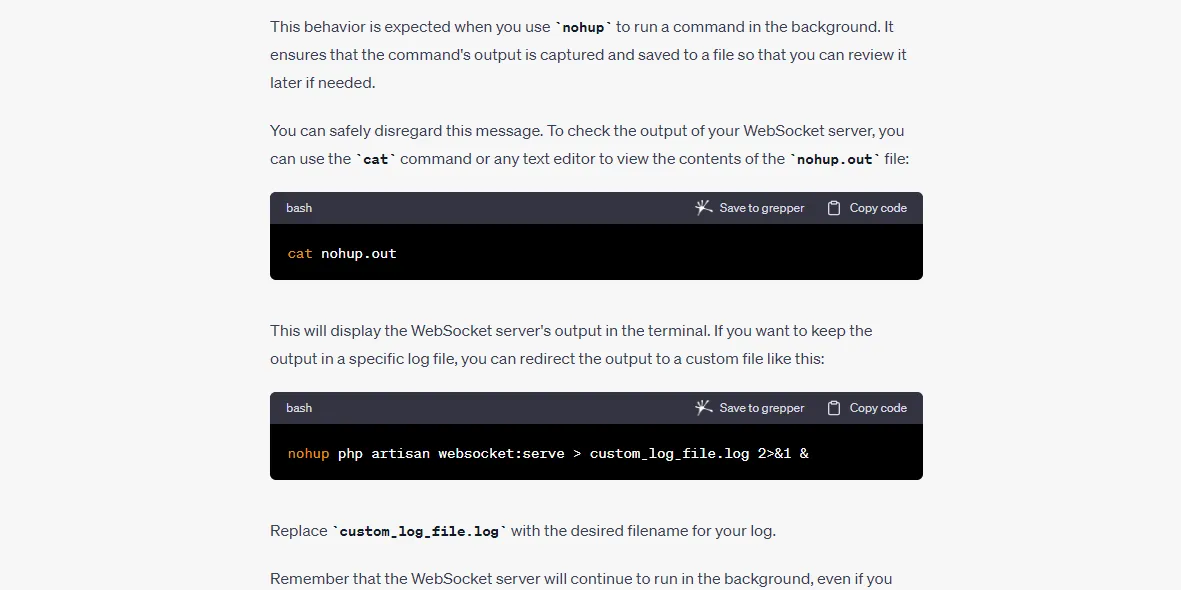 This behavior is expected when you use `nohup` to run a command in the background. It
ensures that the command's output is captured and saved to a file so that you can review it
later if needed.
You can safely disregard this message. To check the output of your WebSocket server, you
can use the `cat` command or any text editor to view the contents of the `nohup.out` file:
bash Save to grepper Copy code
cat nohup.out
This will display the WebSocket server's output in the terminal. If you want to keep the
output in a specific log file, you can redirect the output to a custom file like this:
bash Save to grepper Copy code
nohup php artisan websocket:serve > custom_log_file.log 2>&1 &
Replace `custom_log_file.log` with the desired filename for your log.
Remember that the WebSocket server will continue to run in the background, even if you